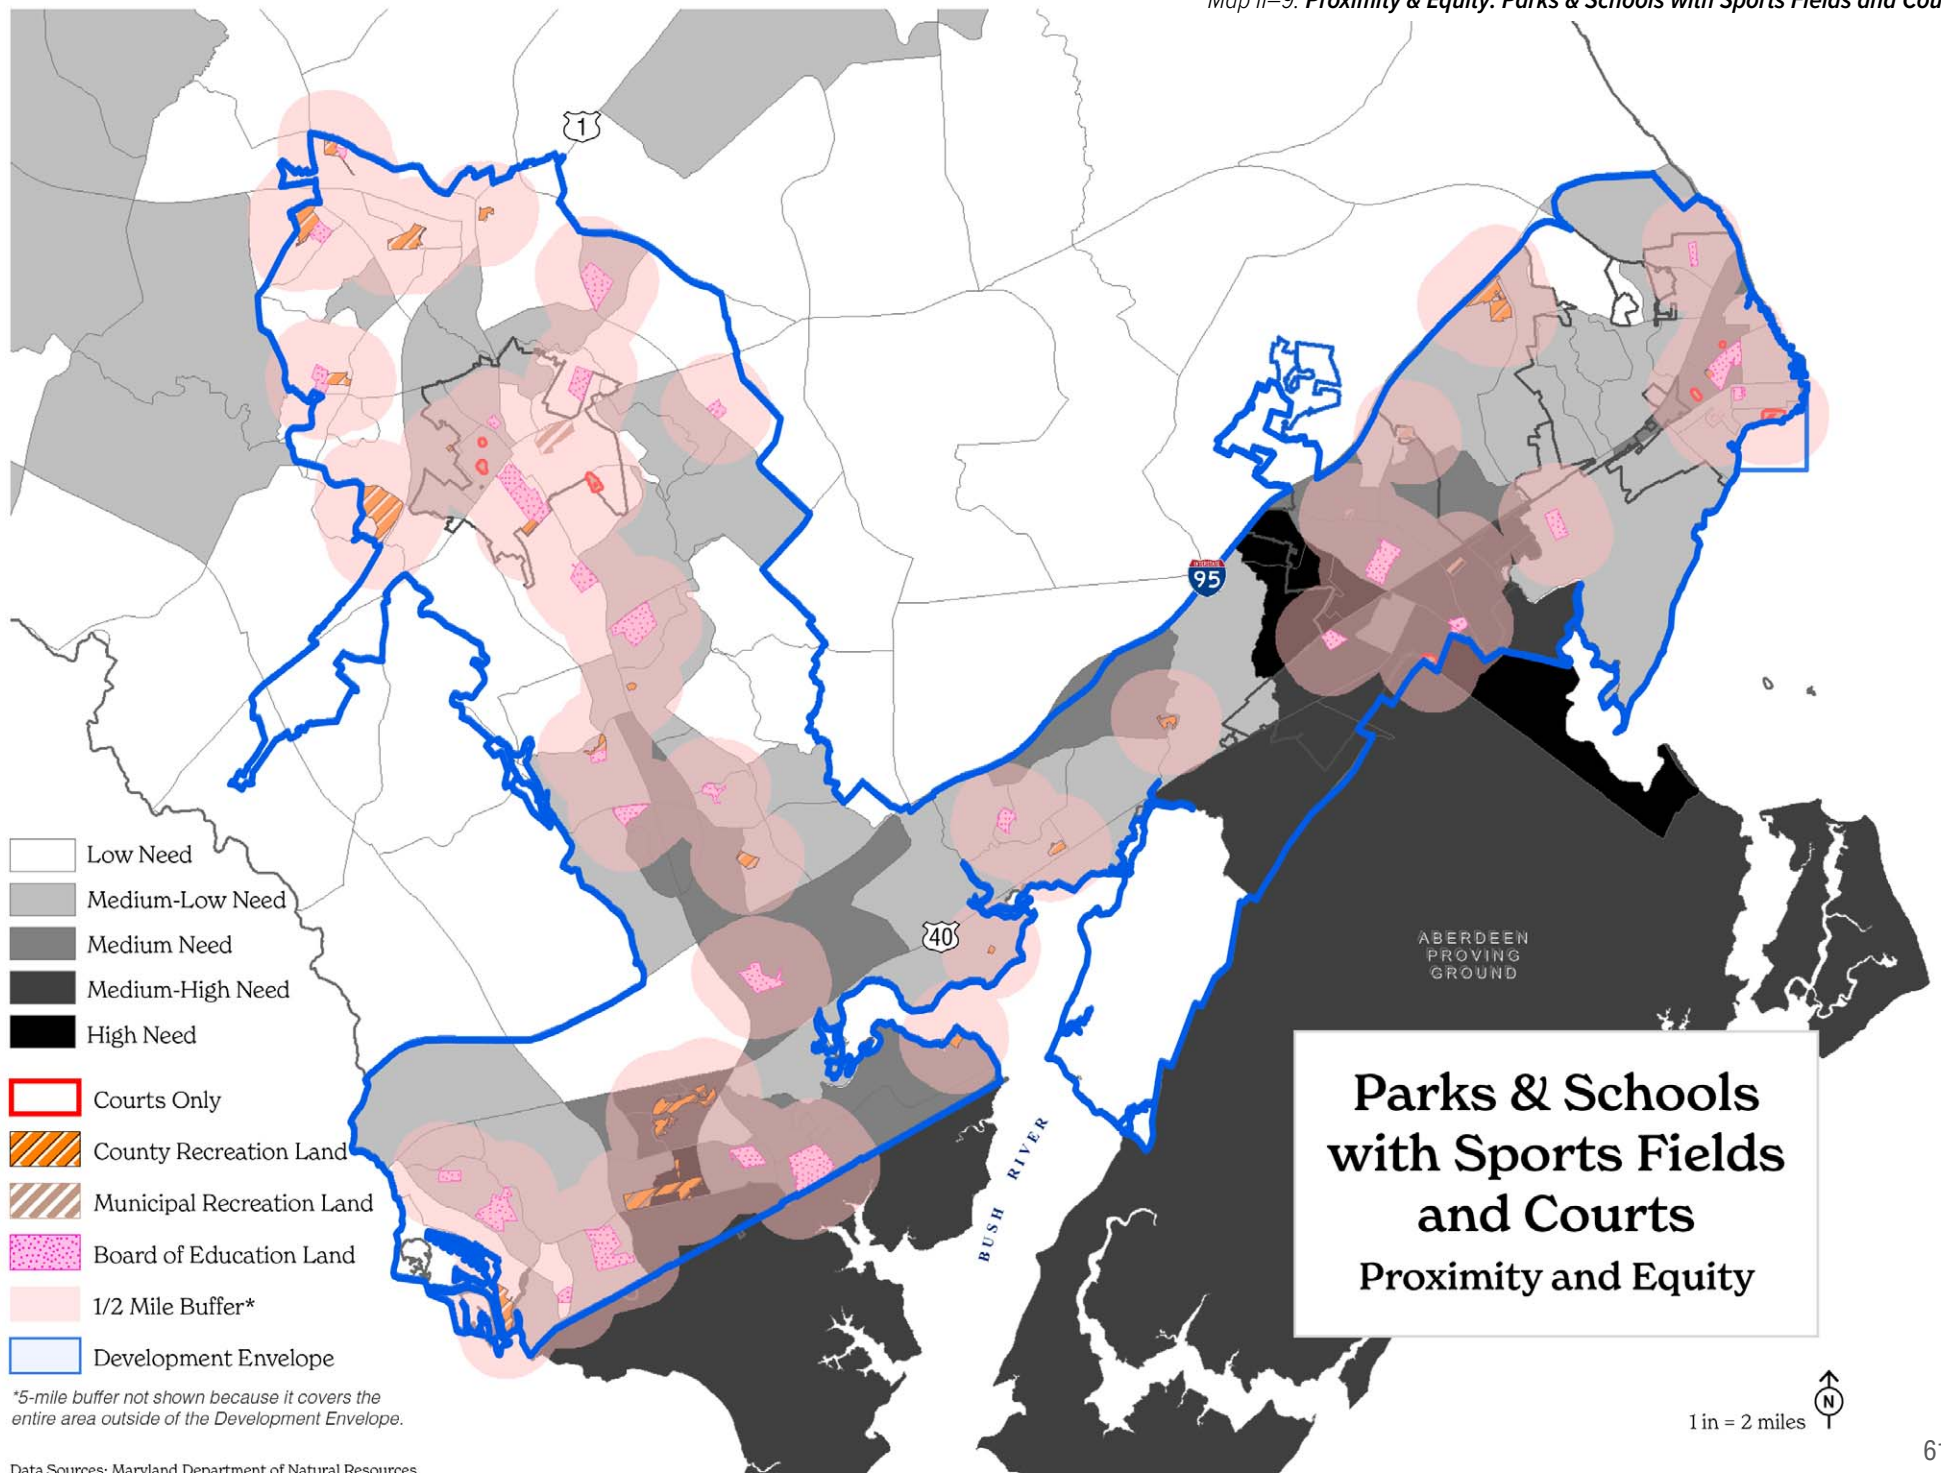 Map II–9. Proximity & Equity: Parks & Schools with Sports Fields and
1
95
40
ABERDEEN
PROVING
GROUND
BUSH RIVER
Low Need
Medium-Low Need
Medium Need
Medium-High Need
High Need
Courts Only
County Recreation Land
Municipal Recreation Land
Board of Education Land
1/2 Mile Buffer*
Development Envelope
*5-mile buffer not shown because it covers the
entire area outside of the Development Envelope.
Data Sources: Maryland Department of Natural Resources
Parks & Schools
with Sports Fields
and Courts
Proximity and Equity
N
1 in = 2 miles